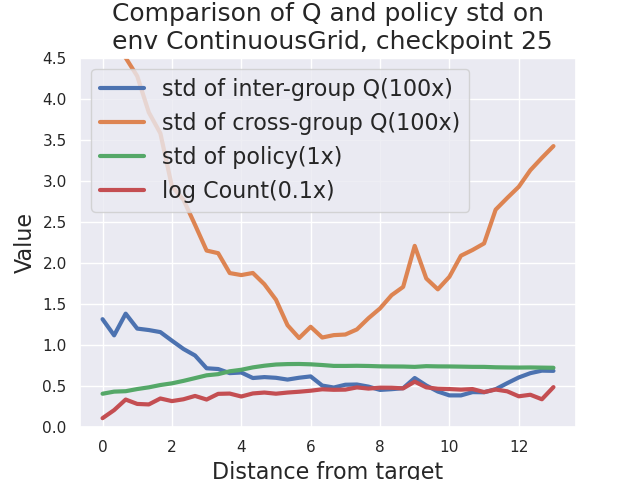 Comparison of Q and policy std on
env ContinuousGrid, checkpoint 25
4.5
4.0
3.5
3.0
2.5
2.0
1.5
1.0
0.5
0.0
Value
std of inter-group Q(100x)
std of cross-group Q(100x)
std of policy(1x)
log Count(0.1x)
0 2 4 6 8 10 12
Distance from target